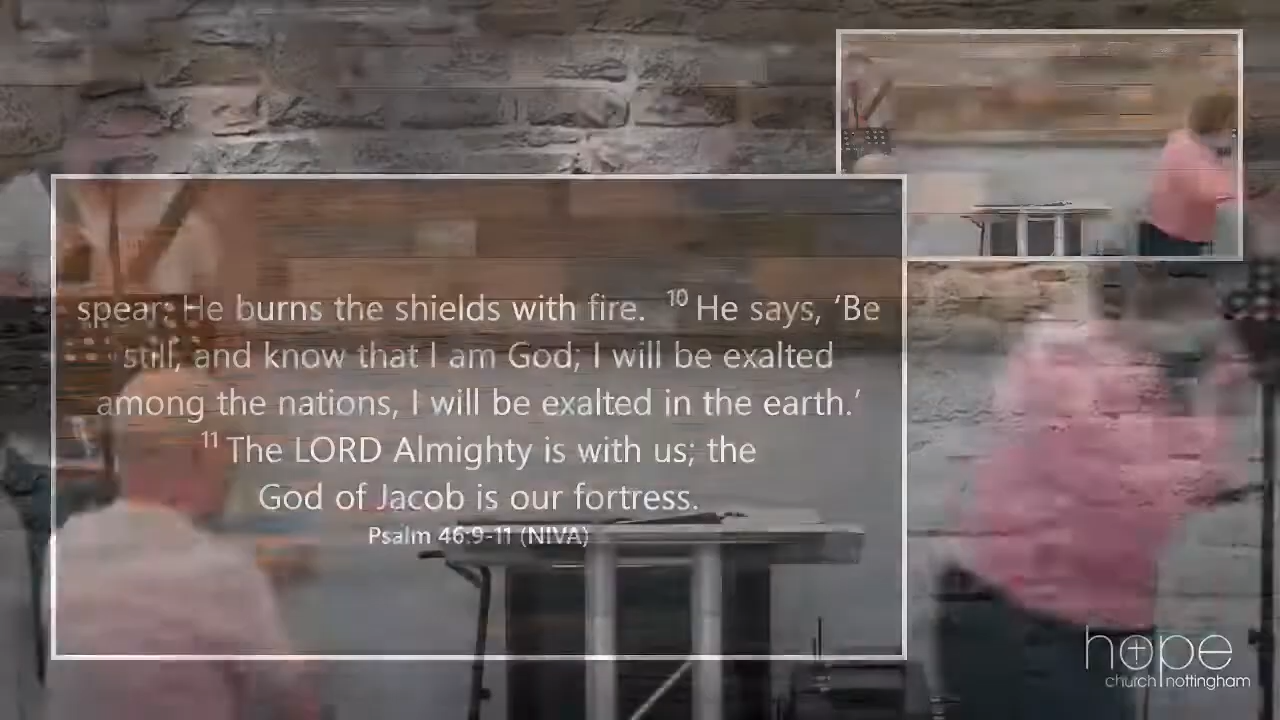 spear; He burns the shields with fire. 10 He says, ‘Be
still, and know that I am God; I will be exalted
among the nations, I will be exalted in the earth.’
11 The LORD Almighty is with us; the
God of Jacob is our fortress.
Psalm 46:9-11 (NIVA)
hope
church nottingham